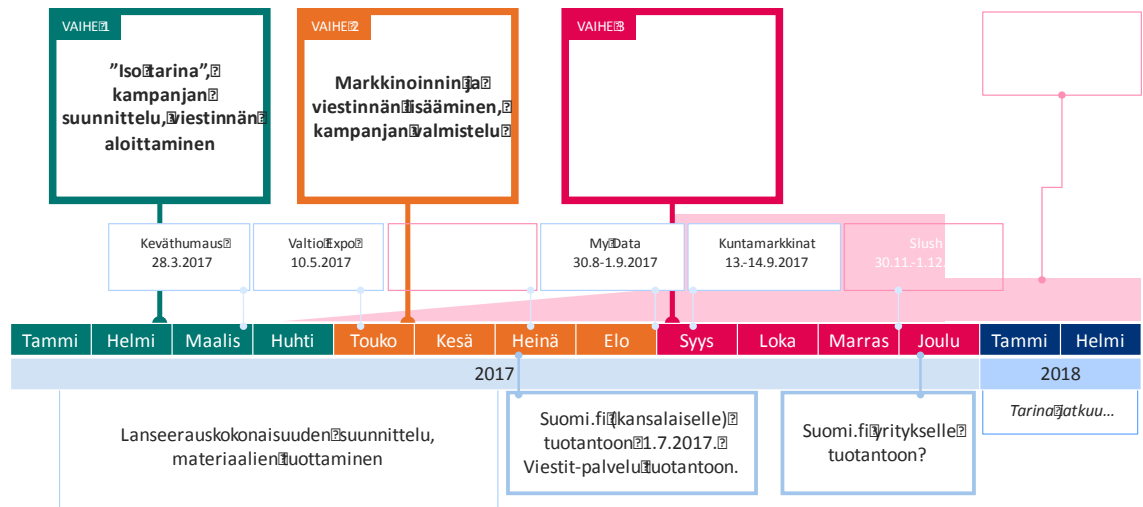 VAIHE 1
"Iso tarina",
kampanjan
suunnittelu, viestinnän
aloittaminen
VAIHE 2
Markkinoinnin ja
viestinnän lisääminen,
kampanjan valmistelu
VAIHE 3
Keväthumaus
28.3.2017
Valtio Expo
10.5.2017
My Data
30.8-1.9.2017
Kuntamarkkinat
13.-14.9.2017
Slush
30.11.-1.12.
Tammi Helmi Maalis Huhti Touko Kesä Heinä Elo Syys Loka Marras Joulu Tammi Helmi
2017 2018
Lanseerauskokonaisuuden suunnittelu,
materiaalien tuottaminen
Suomi.fi (kansalaiselle)
tuotantoon 1.7.2017.
Viestit-palvelu tuotantoon.
Suomi.fi yritykselle
tuotantoon?
Tarina jatkuu...